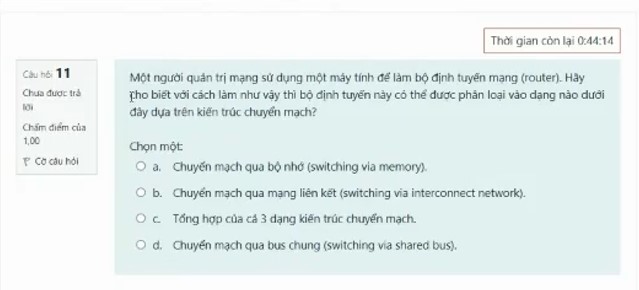 Thời gian còn lại 0:44:14
Câu hỏi 11
Chưa được trả
lời
Chấm điểm của
1,00
Cờ câu hỏi
Một người quản trị mạng sử dụng một máy tính để làm bộ định tuyến mạng (router). Hãy
cho biết với cách làm như vậy thì bộ định tuyến này có thể được phân loại vào dạng nào dưới
đây dựa trên kiến trúc chuyển mạch?
Chọn một:
a. Chuyển mạch qua bộ nhớ (switching via memory).
b. Chuyển mạch qua mạng liên kết (switching via interconnect network).
c. Tổng hợp của cả 3 dạng kiến trúc chuyển mạch.
d. Chuyển mạch qua bus chung (switching via shared bus).